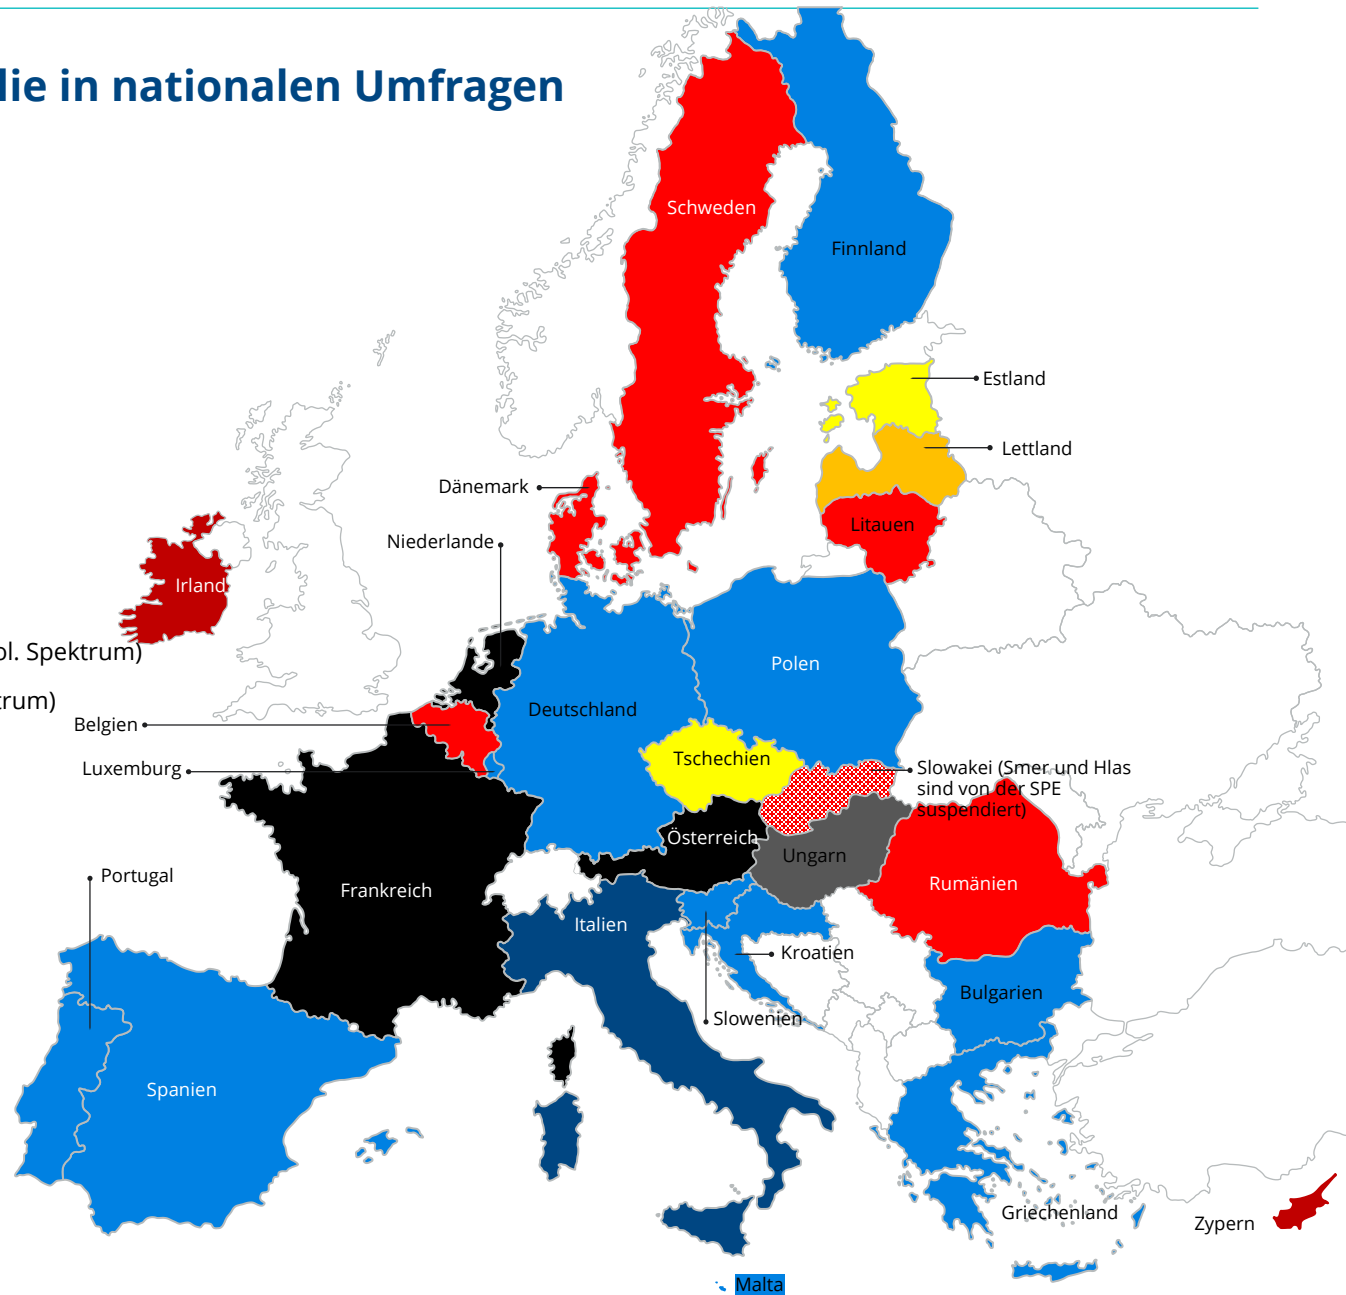 lie in nationalen Umfragen
Schweden
Finnland
Estland
Lettland
Dänemark
Litauen
Niederlande
Irland
ol. Spektrum)
Polen
trum)
Deutschland
Belgien
Tschechien
Luxemburg
Slowakei (Smer und Hlas
sind von der SPE
suspendiert)
Österreich
Ungarn
Portugal
Frankreich
Rumänien
Italien
Kroatien
Bulgarien
Slowenien
Spanien
Griechenland
Zypern
Malta